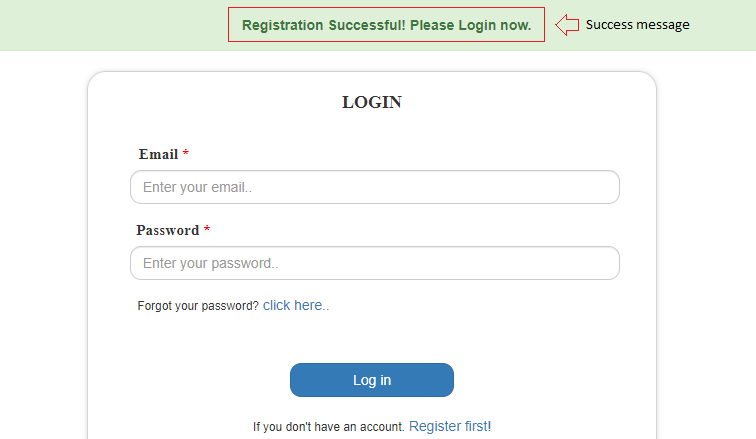 Registration Successful! Please Login now. Success message
LOGIN
Email *
Enter your email..
Password *
Enter your password..
Forgot your password? click here..
Log in
If you don't have an account. Register first!